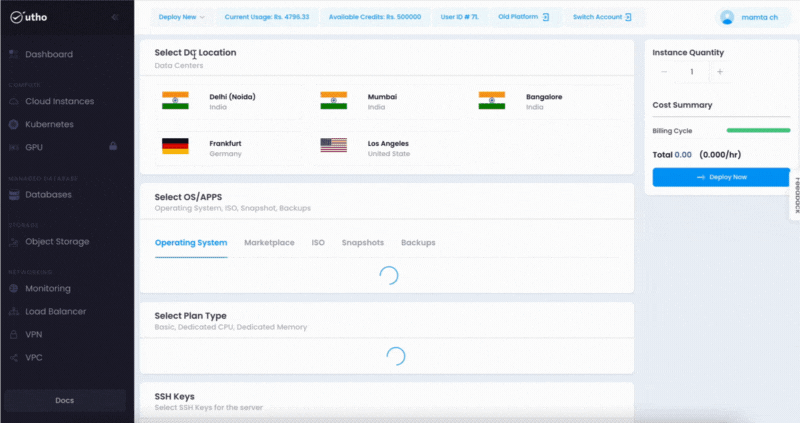 utho
Deploy New
Current Usage: Rs. 4795.33
Available Credits: Rs. 500000
User ID # 71.
Old Platform
Switch Account
mamta ch
Dashboard
COMPUTE
Cloud Instances
Kubernetes
GPU
MANAGED DATABASE
Databases
STORAGE
Object Storage
NETWORKING
Monitoring
Load Balancer
VPN
VPC
Docs
Select DC Location
Data Centers
Delhi (Noida)
India
Mumbai
India
Bangalore
India
Frankfurt
Germany
Los Angeles
United State
Select OS/APPS
Operating System, ISO, Snapshot, Backups
Operating System
Marketplace
ISO
Snapshots
Backups
Select Plan Type
Basic, Dedicated CPU, Dedicated Memory
SSH Keys
Select SSH Keys for the server
Instance Quantity
1
Cost Summary
Billing Cycle
Total 0.00 (0.000/hr)
Deploy Now
Feedback